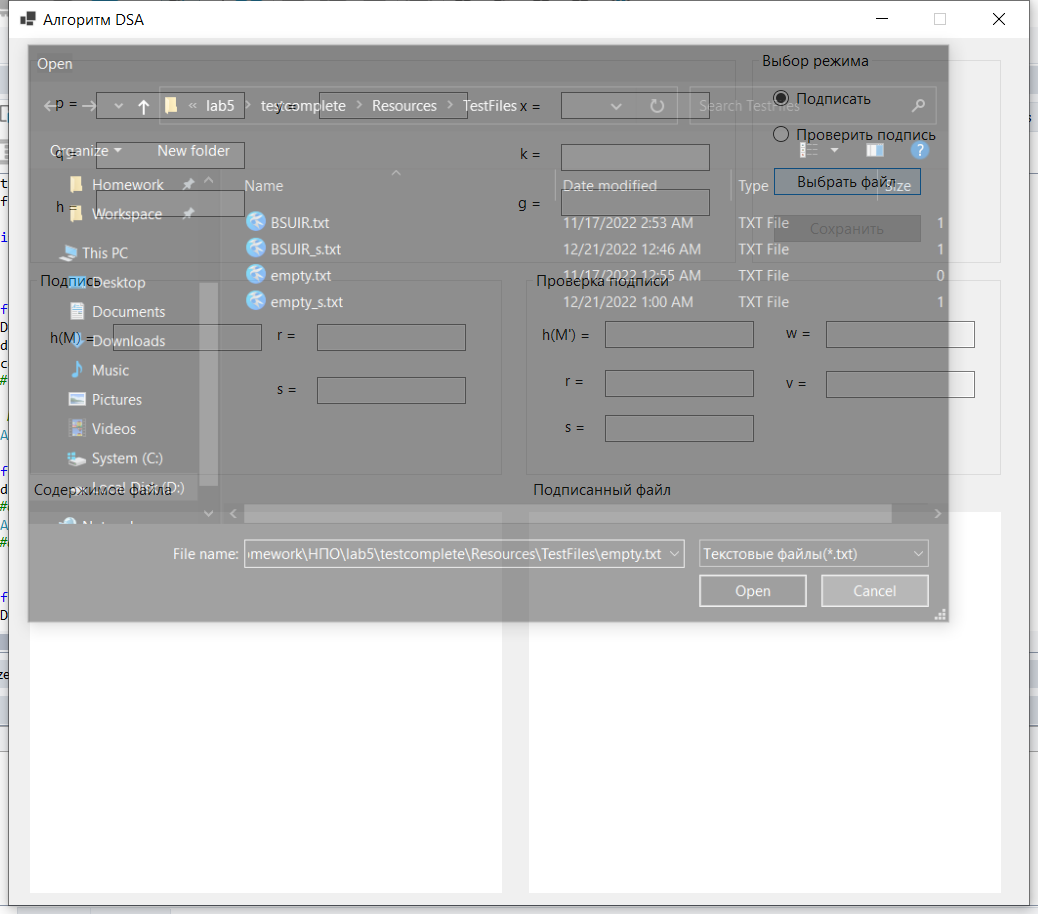 Алгоритм DSA
Open
Выбор режима
p =
« lab5 › testcomplete › Resources › TestFiles
y =
x =
Search TestFiles
Подписать
Проверить подпись
Organize
New folder
q =
k =
Homework
Name
Date modified
Type
Size
Выбрать файл
h =
Workspace
g =
BSUIR.txt 11/17/2022 2:53 AM TXT File 1
Сохранить
This PC
BSUIR_s.txt 12/21/2022 12:46 AM TXT File 1
empty.txt 11/17/2022 12:55 AM TXT File 0
Подпись
Desktop
Проверка подписи
empty_s.txt 12/21/2022 1:00 AM TXT File 1
Documents
h(M) =
Downloads
r =
h(M') =
w =
Music
r =
v =
s =
Pictures
Videos
s =
System (C:)
Содержимое файла
Local Disk (D:)
Подписанный файл
File name: omework\НПО\lab5\testcomplete\Resources\TestFiles\empty.txt
Текстовые файлы(*.txt)
Open
Cancel